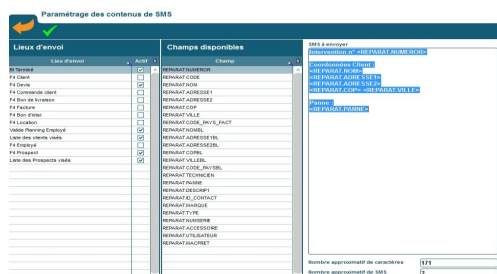 Paramétrage des contenus de SMS
Lieux d'envoi
Lieu d'envoi
Actif
RI Terminé
F4 Client
F4 Devis
F4 Commande client
F4 Bon de livraison
F4 Facture
F4 Bon d'inter.
F4 Location
Valide Planning Employé
Liste des clients visés
F4 Employé
F4 Prospect
Liste des Prospects visés
Champs disponibles
Champ
REPARAT.NUMEROR
REPARAT.CODE
REPARAT.NOM
REPARAT.ADRESSE1
REPARAT.ADRESSE2
REPARAT.COP
REPARAT.VILLE
REPARAT.CODE_PAYS_FACT
REPARAT.NOMBL
REPARAT.ADRESSE1BL
REPARAT.ADRESSE2BL
REPARAT.COPBL
REPARAT.VILLEBL
REPARAT.CODE_PAYSBL
REPARAT.TECHNICIEN
REPARAT.PANNE
REPARAT.DESCRIP1
REPARAT.ID_CONTACT
REPARAT.MARQUE
REPARAT.TYPE
REPARAT.NUMSERIE
REPARAT.ACCESSOIRE
REPARAT.UTILISATEUR
REPARAT.MACPRET
SMS à envoyer
Intervention n° <REPARAT.NUMEROR>
Coordonnées Client :
<REPARAT.NOM>
<REPARAT.ADRESSE1>
<REPARAT.ADRESSE2>
<REPARAT.COP> <REPARAT.VILLE>
Panne :
<REPARAT.PANNE>
Nombre approximatif de caractères 171
Nombre approximatif de SMS 2